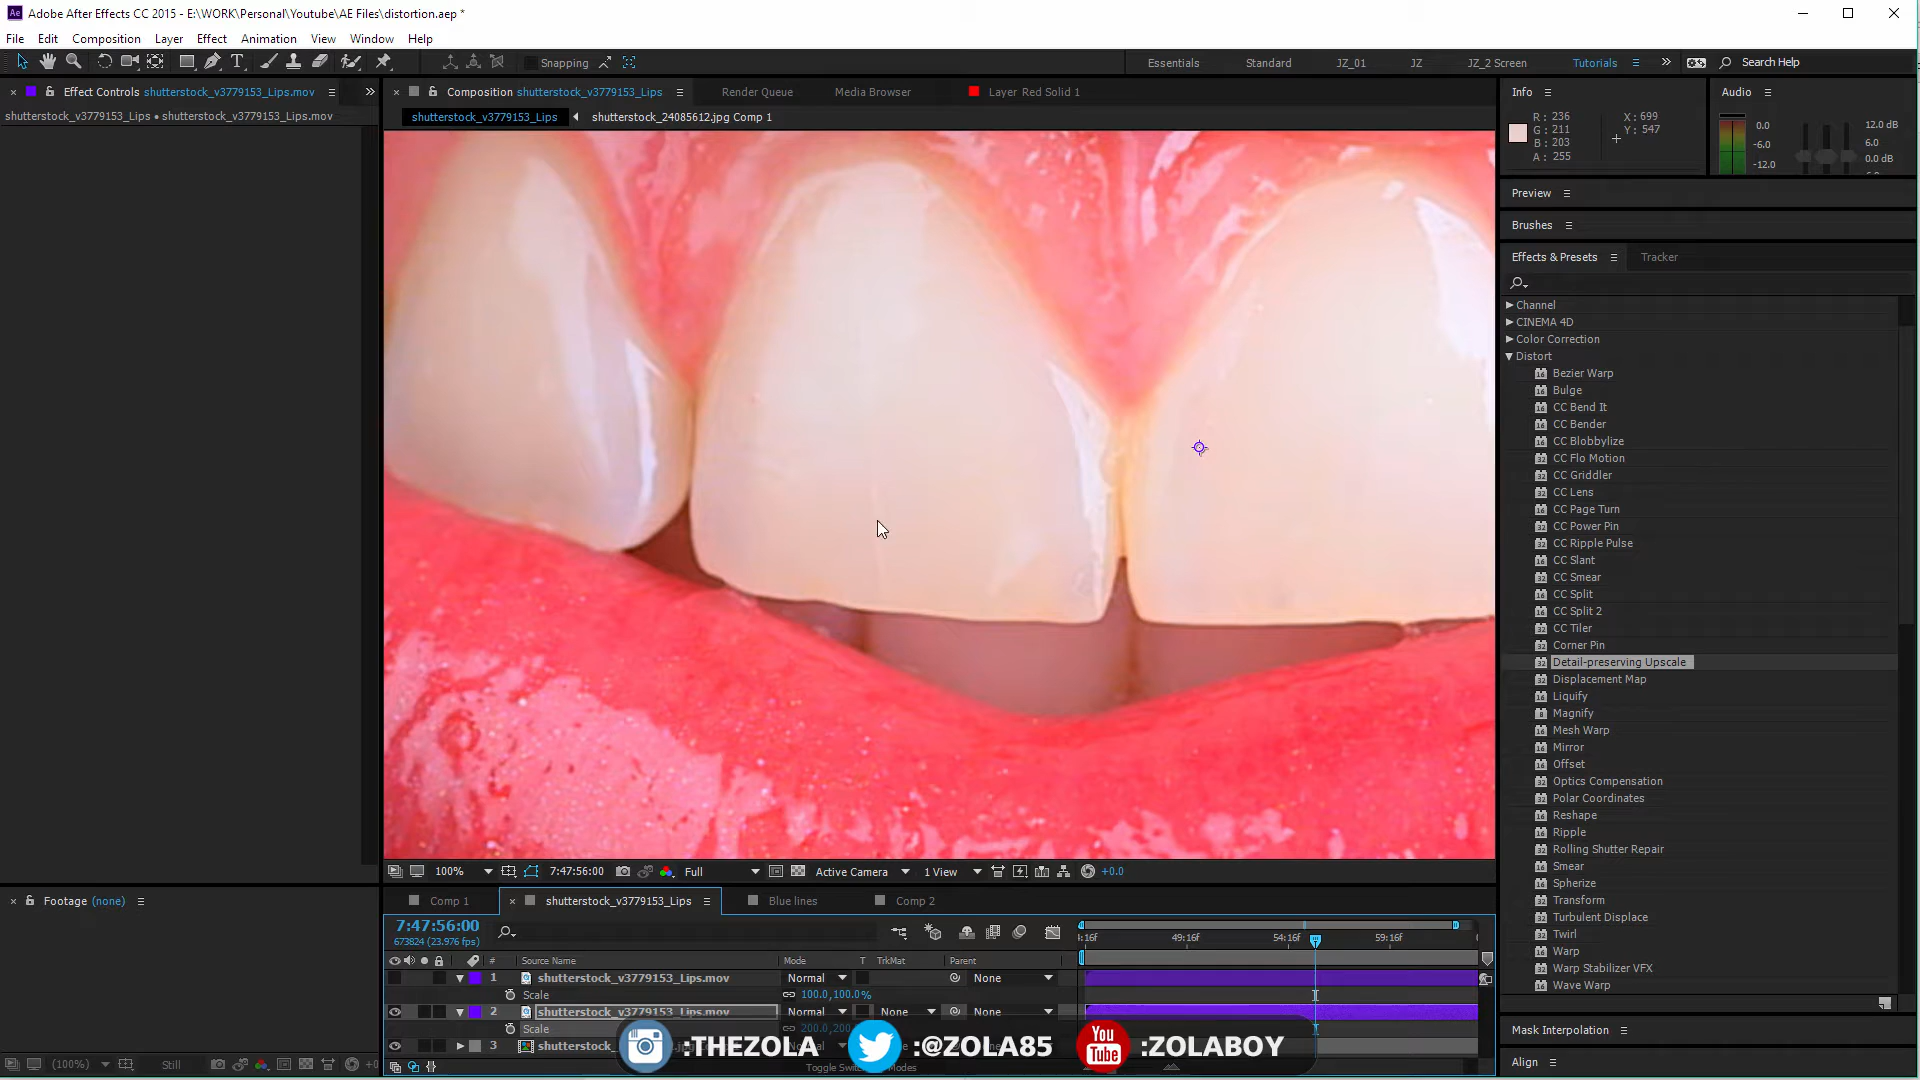 Adobe After Effects CC 2015 - E:\WORK\Personal\Youtube\AE Files\distortion.aep *
File Edit Composition Layer Effect Animation View Window Help
Snapping
Essentials Standard JZ_01 JZ JZ_2 Screen Tutorials Search Help
Effect Controls shutterstock_v3779153_Lips.mov
shutterstock_v3779153_Lips • shutterstock_v3779153_Lips.mov
Composition shutterstock_v3779153_Lips
Render Queue
Media Browser
Layer Red Solid 1
shutterstock_v3779153_Lips
shutterstock_24085612.jpg Comp 1
Info
R : 236
G : 211
B : 203
A : 255
X : 699
Y : 547
Audio
0.0
-6.0
-12.0
12.0 dB
6.0
0.0 dB
Preview
Brushes
Effects & Presets
Tracker
Channel
CINEMA 4D
Color Correction
Distort
Bezier Warp
Bulge
CC Bend It
CC Bender
CC Blobbylize
CC Flo Motion
CC Griddler
CC Lens
CC Page Turn
CC Power Pin
CC Ripple Pulse
CC Slant
CC Smear
CC Split
CC Split 2
CC Tiler
Corner Pin
Detail-preserving Upscale
Displacement Map
Liquify
Magnify
Mesh Warp
Mirror
Offset
Optics Compensation
Polar Coordinates
Reshape
Ripple
Rolling Shutter Repair
Smear
Spherize
Transform
Turbulent Displace
Twirl
Warp
Warp Stabilizer VFX
Wave Warp
Mask Interpolation
Align
100% 7:47:56:00 Full Active Camera 1 View +0.0
Footage (none)
(100%) Still
Comp 1
shutterstock_v3779153_Lips
Blue lines
Comp 2
7:47:56:00
673824 (23.976 fps)
:16f 49:16f 54:16f 59:16f
# Source Name Mode T TrkMat Parent
1 shutterstock_v3779153_Lips.mov Normal None
Scale 100.0,100.0%
2 shutterstock_v3779153_Lips.mov Normal None None
Scale 200.0,200
3 shutterstock_
:THEZOLA
:@ZOLA85
You Tube
:ZOLABOY
Toggle Switches / Modes